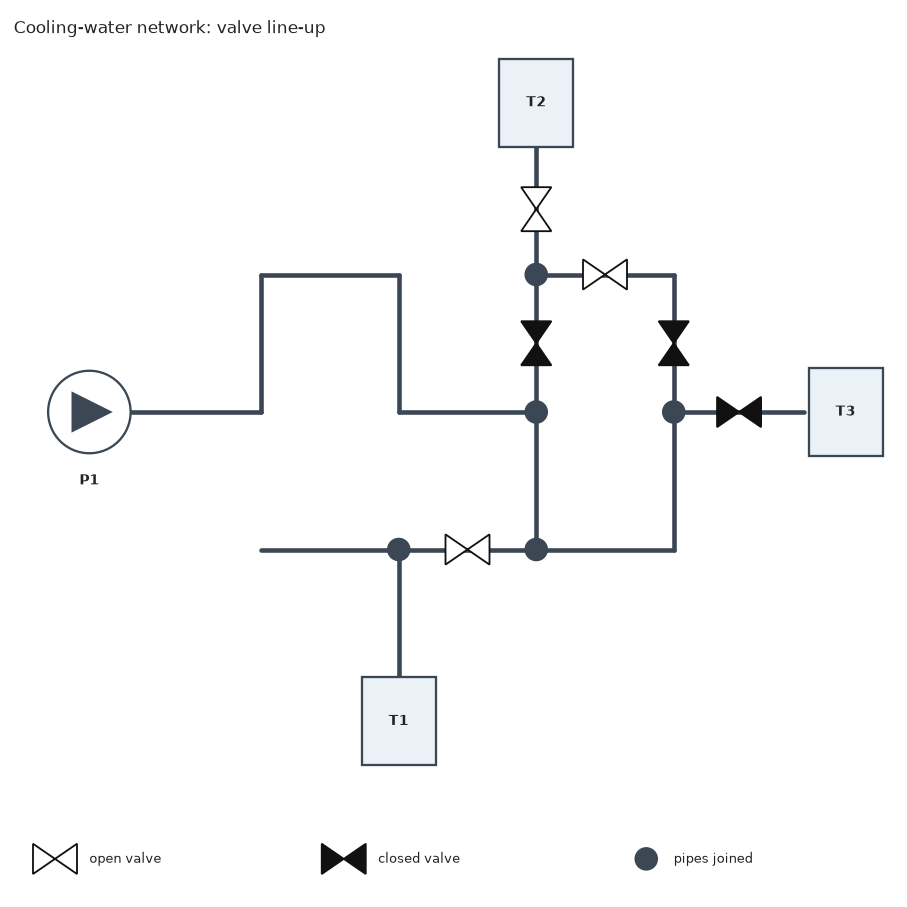 Cooling-water network: valve line-up
T2
T3
P1
T1
open valve
closed valve
pipes joined